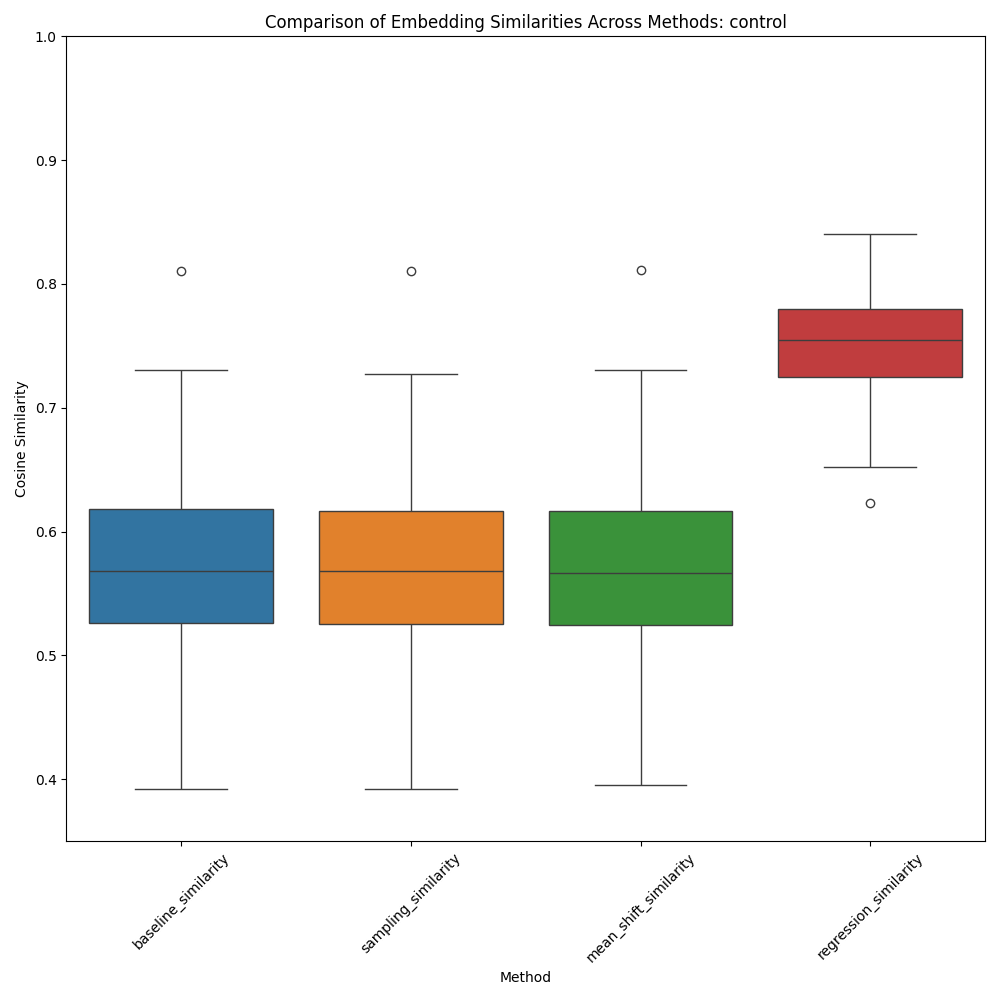 Comparison of Embedding Similarities Across Methods: control
1.0
0.9
0.8
0.7
0.6
0.5
0.4
Cosine Similarity
baseline_similarity
sampling_similarity
mean_shift_similarity
regression_similarity
Method